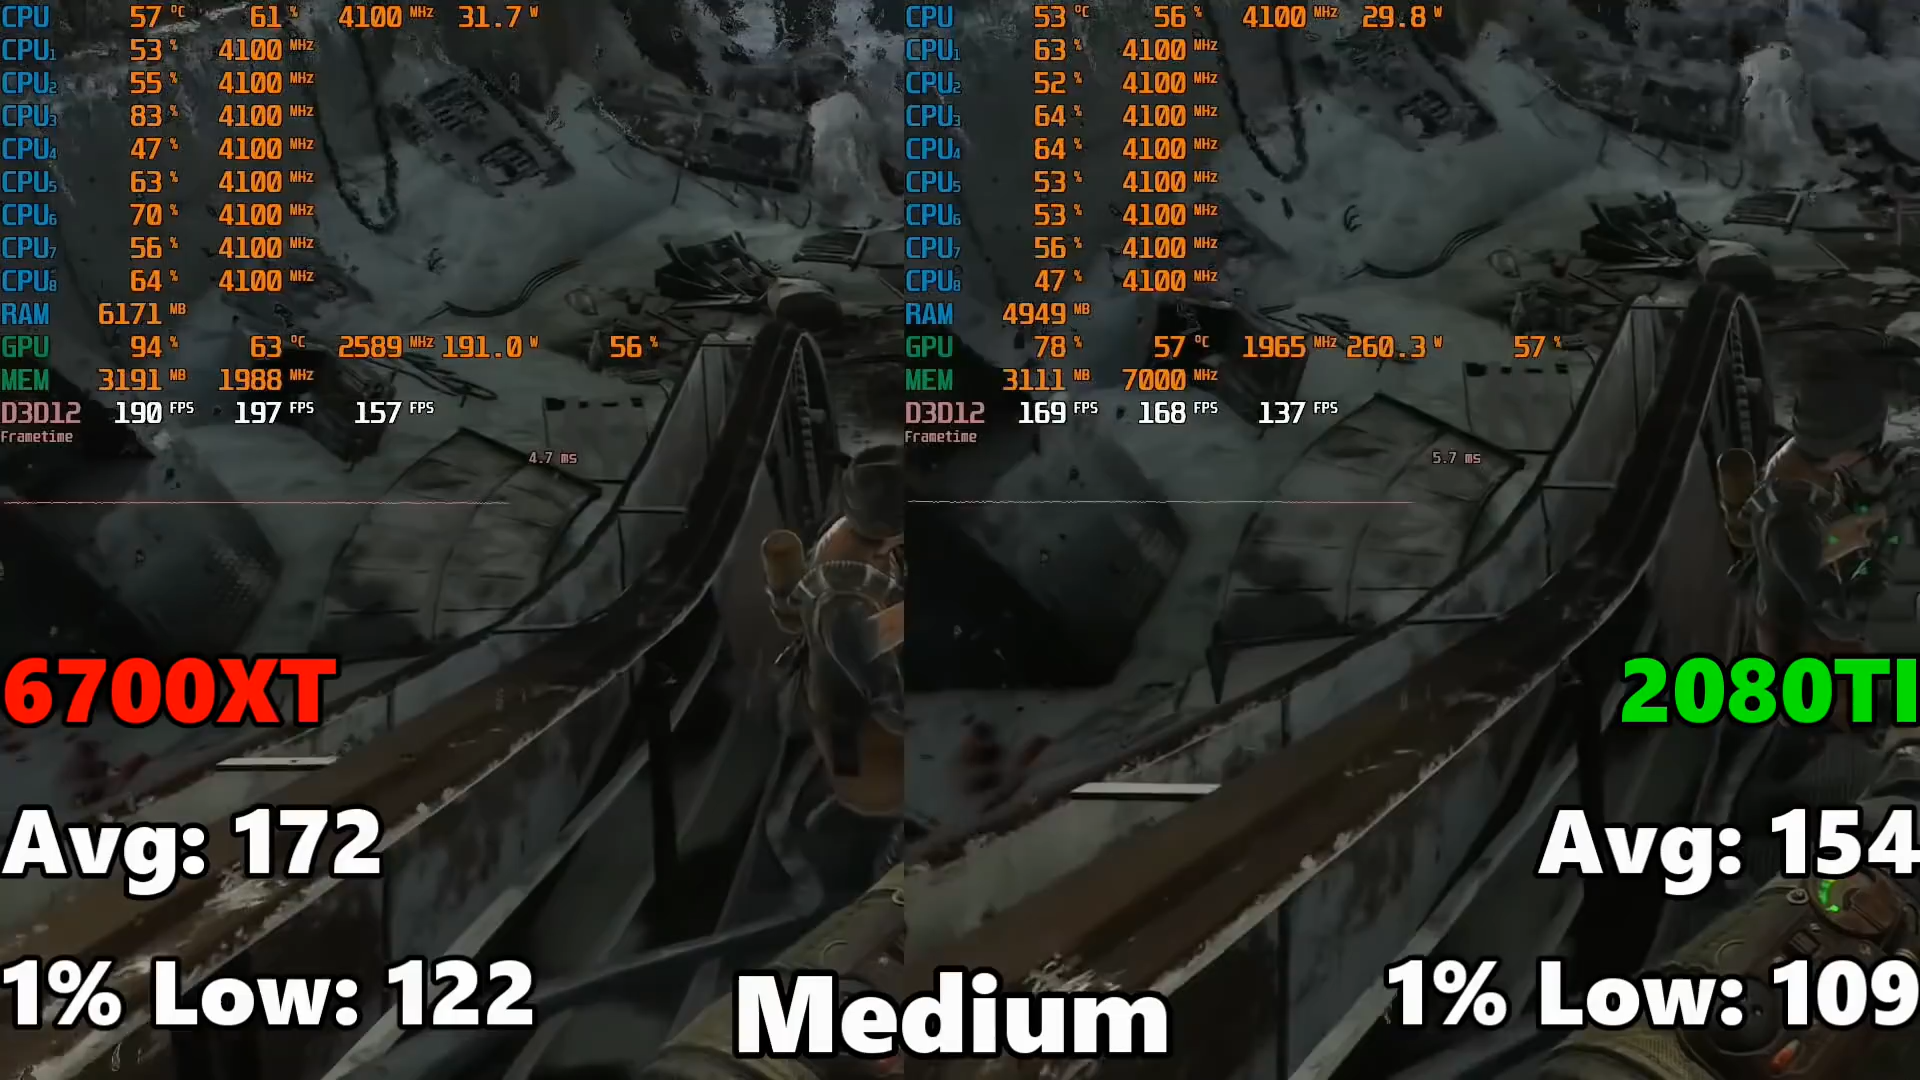 CPU 57 °C 61 % 4100 MHz 31.7 W
CPU1 53 % 4100 MHz
CPU2 55 % 4100 MHz
CPU3 83 % 4100 MHz
CPU4 47 % 4100 MHz
CPU5 63 % 4100 MHz
CPU6 70 % 4100 MHz
CPU7 56 % 4100 MHz
CPU8 64 % 4100 MHz
RAM 6171 MB
GPU 94 % 63 °C 2589 MHz 191.0 W 56 %
MEM 3191 MB 1988 MHz
D3D12 190 FPS 197 FPS 157 FPS
Frametime
4.7 ms
6700XT
Avg: 172
1% Low: 122
CPU 53 °C 56 % 4100 MHz 29.8 W
CPU1 63 % 4100 MHz
CPU2 52 % 4100 MHz
CPU3 64 % 4100 MHz
CPU4 64 % 4100 MHz
CPU5 53 % 4100 MHz
CPU6 53 % 4100 MHz
CPU7 56 % 4100 MHz
CPU8 47 % 4100 MHz
RAM 4949 MB
GPU 78 % 57 °C 1965 MHz 260.3 W 57 %
MEM 3111 MB 7000 MHz
D3D12 169 FPS 168 FPS 137 FPS
Frametime
5.7 ms
2080TI
Avg: 154
1% Low: 109
Medium